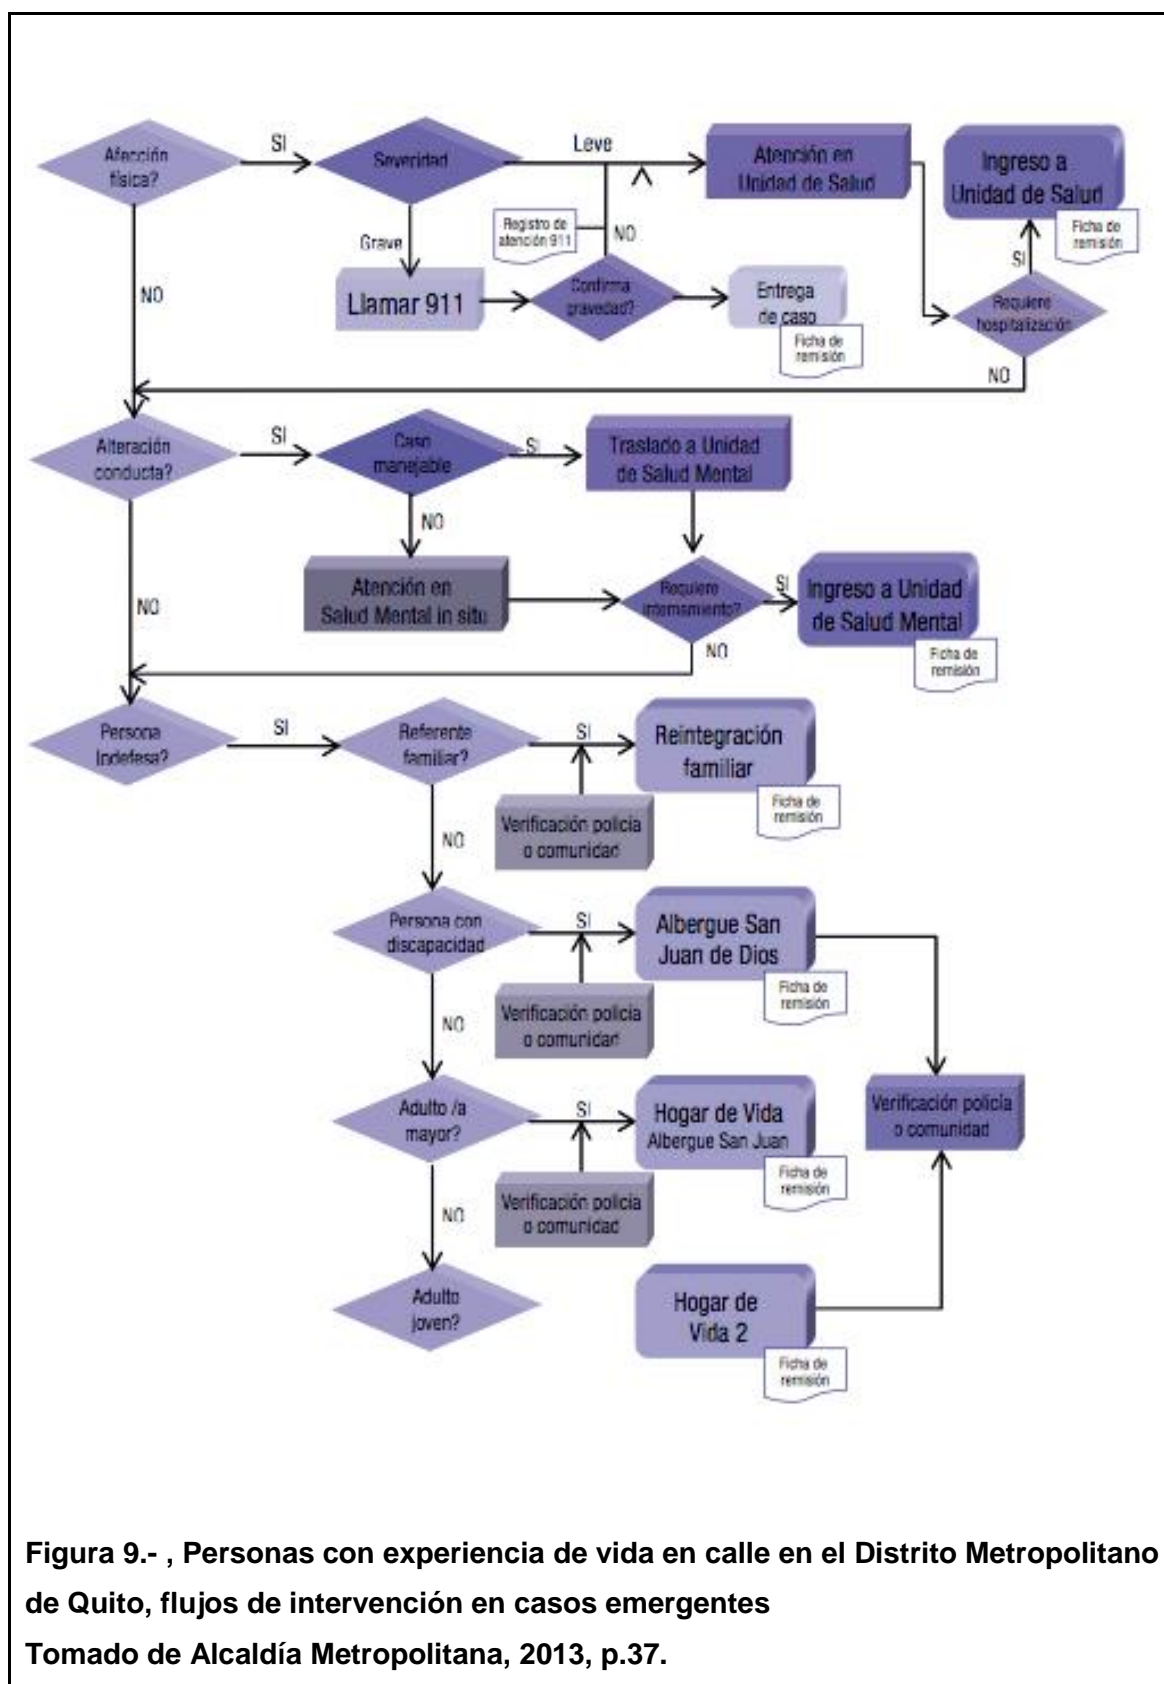 Afección
física?
SI
Severidad
Leve
Atención en
Unidad de Salud
Ingreso a
Unidad de Salud
Ficha de
remisión
Grave
Registro de
atención 911
NO
SI
NO
Llamar 911
Confirma
gravedad?
Entrega
de caso
Ficha de
remisión
Requiere
hospitalización
NO
Alteración
conducta?
SI
Caso
manejable
SI
Traslado a Unidad
de Salud Mental
NO
NO
Atención en
Salud Mental in situ
Requiere
internamiento?
SI
Ingreso a Unidad
de Salud Mental
Ficha de
remisión
NO
Persona
Indefesa?
SI
Referente
familiar?
SI
Reintegración
familiar
Ficha de
remisión
Verificación policía
o comunidad
NO
Persona con
discapacidad
SI
Albergue San
Juan de Dios
Ficha de
remisión
Verificación policía
o comunidad
NO
Adulto /a
mayor?
SI
Hogar de Vida
Albergue San Juan
Ficha de
remisión
Verificación policía
o comunidad
Verificación policía
o comunidad
NO
Adulto
joven?
Hogar de
Vida 2
Ficha de
remisión
Figura 9.- , Personas con experiencia de vida en calle en el Distrito Metropolitano
de Quito, flujos de intervención en casos emergentes
Tomado de Alcaldía Metropolitana, 2013, p.37.